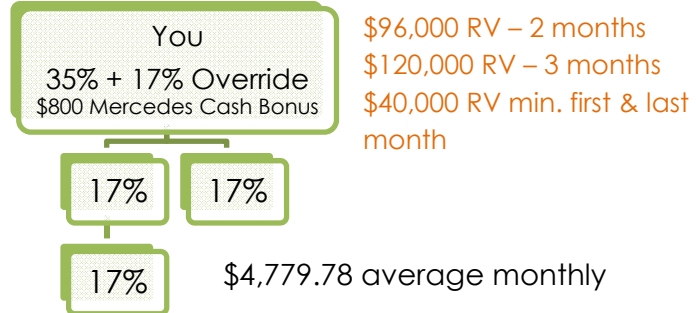 You
35% + 17% Override
$800 Mercedes Cash Bonus
$96,000 RV – 2 months
$120,000 RV – 3 months
$40,000 RV min. first & last
month
17%
17%
17%
$4,779.78 average monthly